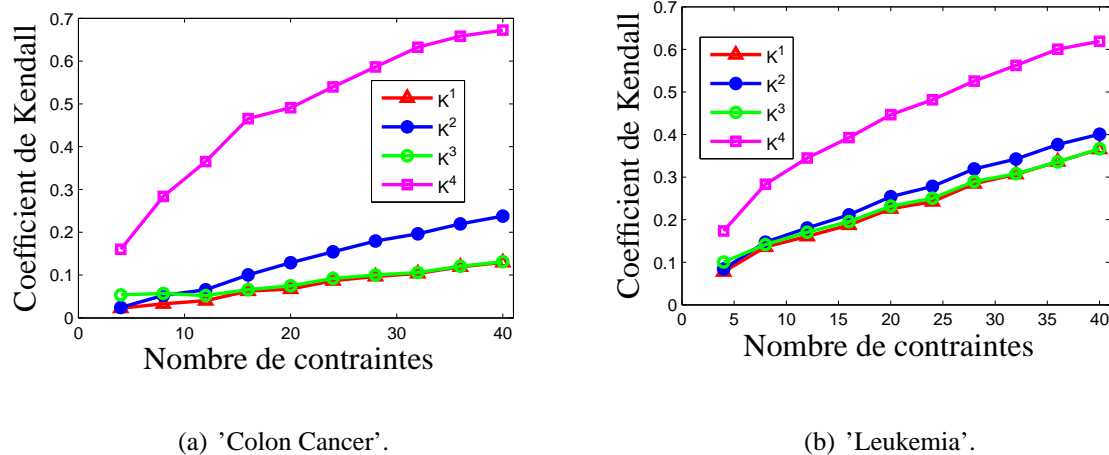 Coefficient de Kendall
0.7
0.6
0.5
0.4
0.3
0.2
0.1
0
0
10
20
30
40
Nombre de contraintes
K¹
K²
K³
K⁴
(a) ’Colon Cancer’.
Coefficient de Kendall
0.7
0.6
0.5
0.4
0.3
0.2
0.1
0
0
5
10
15
20
25
30
35
40
Nombre de contraintes
K¹
K²
K³
K⁴
(b) ’Leukemia’.